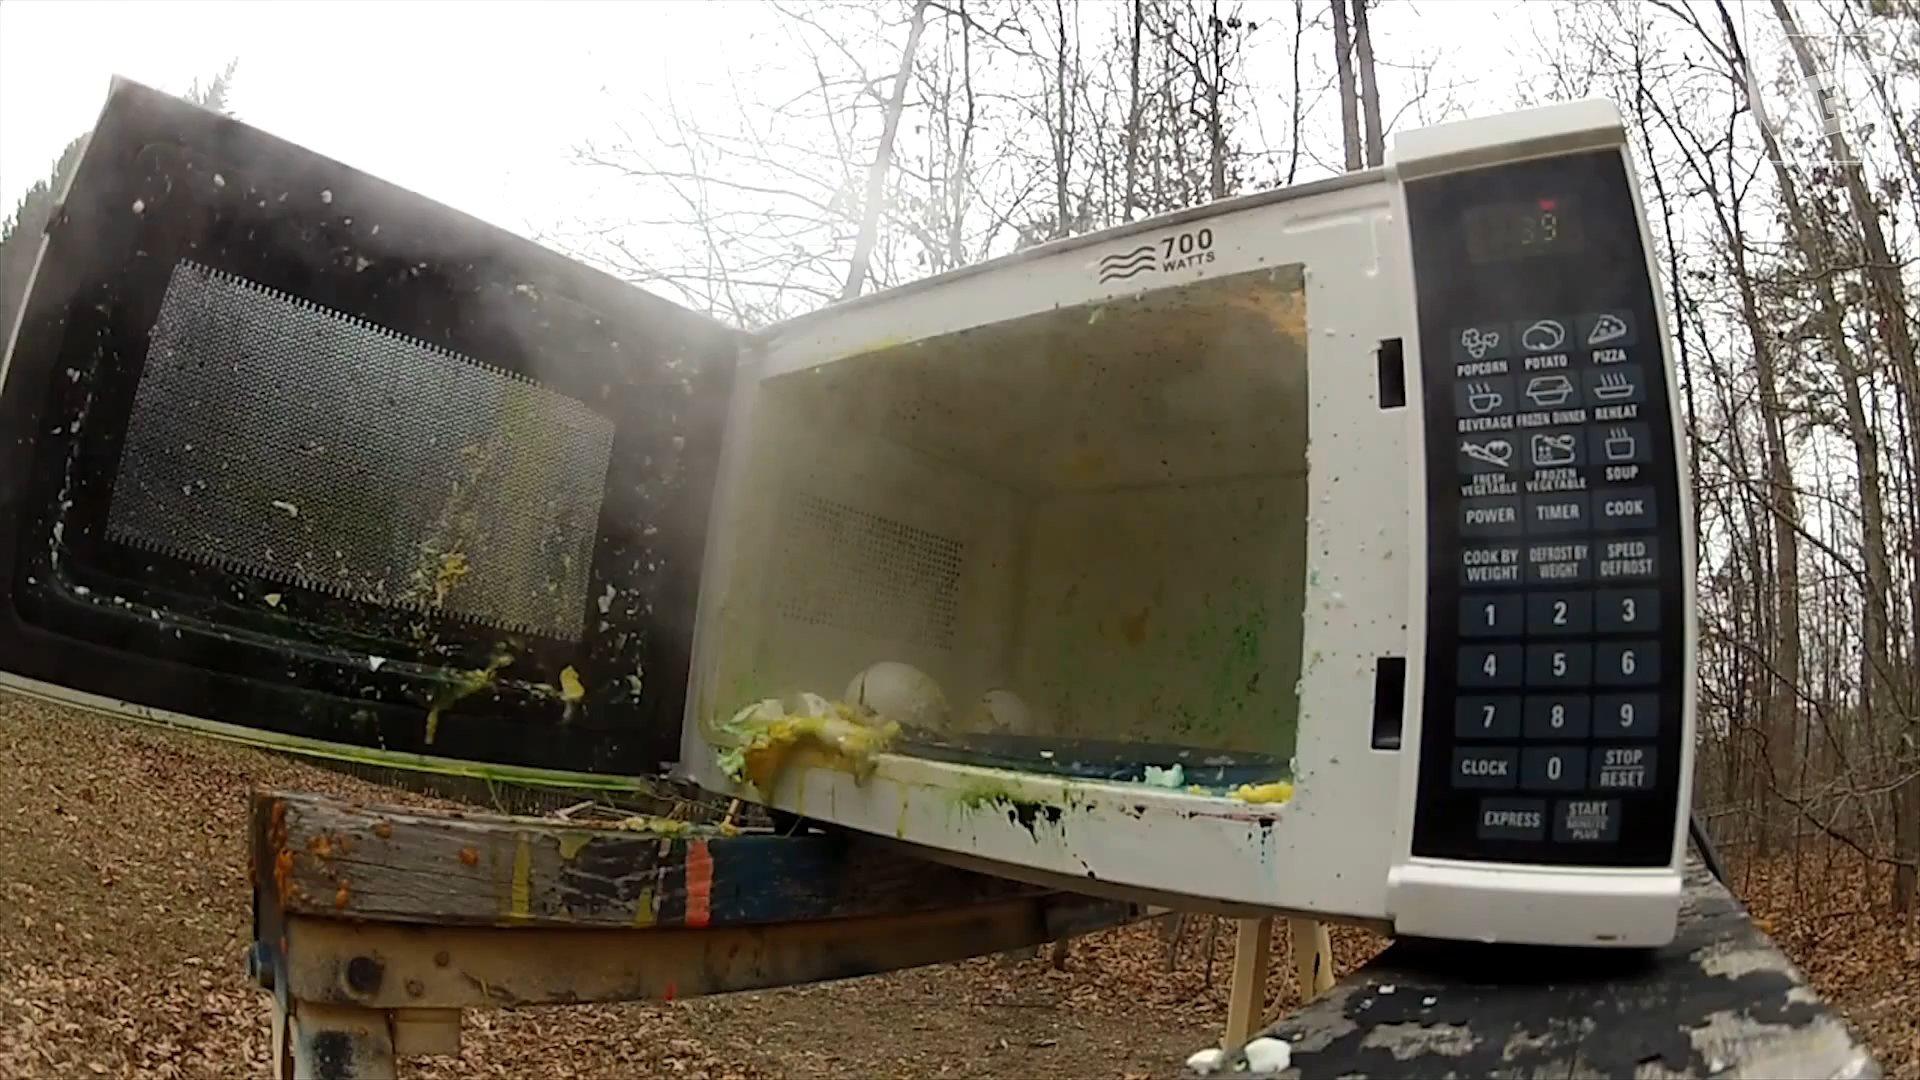 700
WATTS
POPCORN POTATO PIZZA
BEVERAGE FROZEN DINNER REHEAT
FRESH VEGETABLE FROZEN VEGETABLE SOUP
POWER TIMER COOK
COOK BY WEIGHT DEFROST BY WEIGHT SPEED DEFROST
1 2 3
4 5 6
7 8 9
CLOCK 0 STOP RESET
EXPRESS START MINUTE PLUS